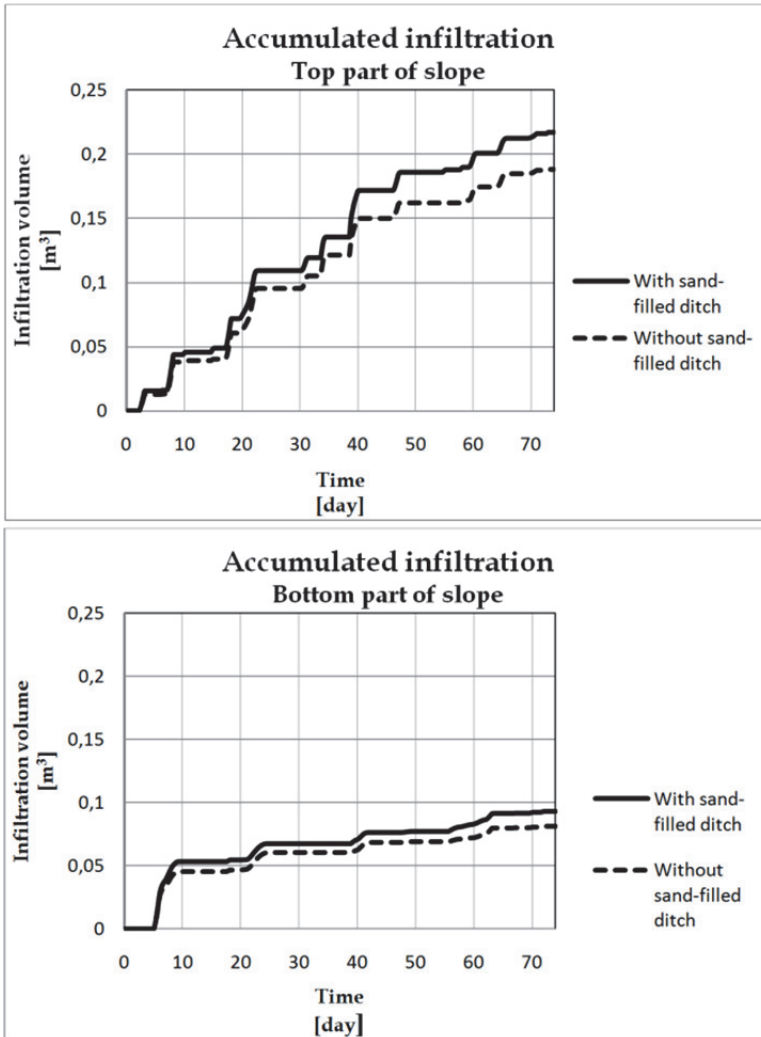 Accumulated infiltration
Top part of slope
0,25
0,2
0,15
0,1
0,05
0
Infiltration volume
[m³]
0 10 20 30 40 50 60 70
Time
[day]
With sand-
filled ditch
Without sand-
filled ditch
Accumulated infiltration
Bottom part of slope
0,25
0,2
0,15
0,1
0,05
0
Infiltration volume
[m³]
0 10 20 30 40 50 60 70
Time
[day]
With sand-
filled ditch
Without
sand-filled
ditch